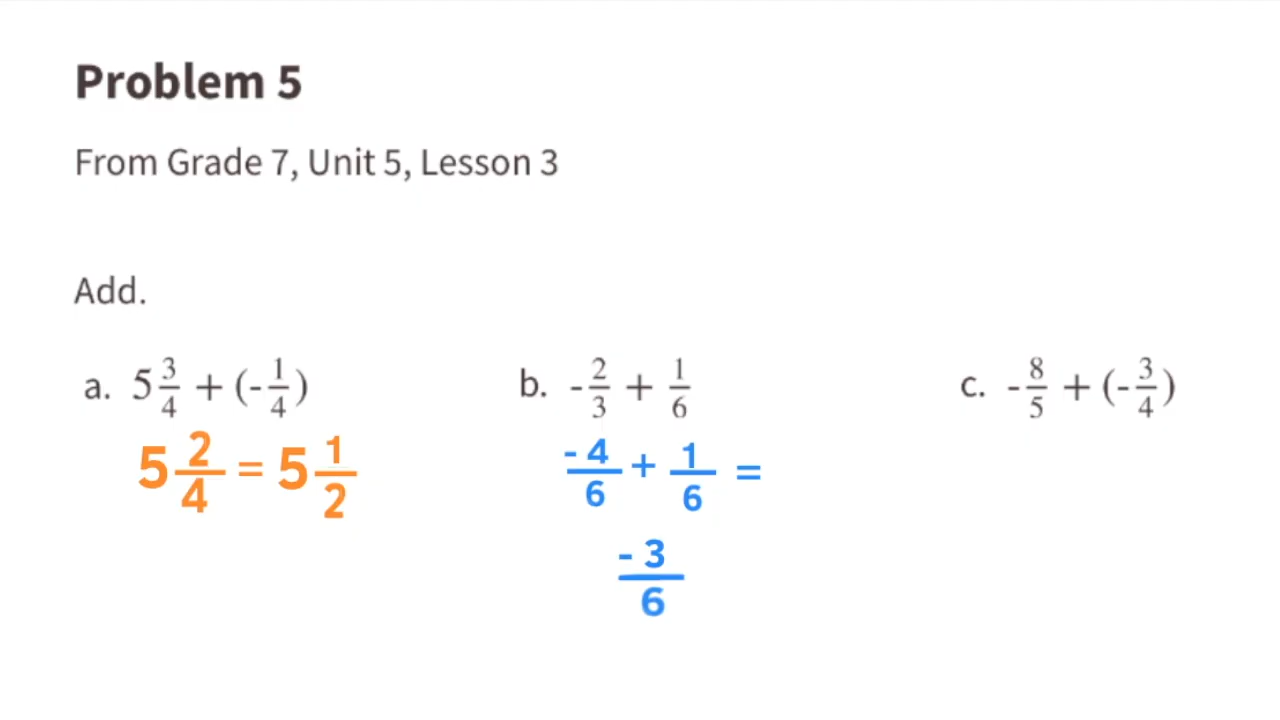 Problem 5
From Grade 7, Unit 5, Lesson 3
Add.
a. 5 3/4 + (- 1/4)
5 2/4 = 5 1/2
b. - 2/3 + 1/6
-4/6 + 1/6 =
-3/6
c. - 8/5 + (- 3/4)